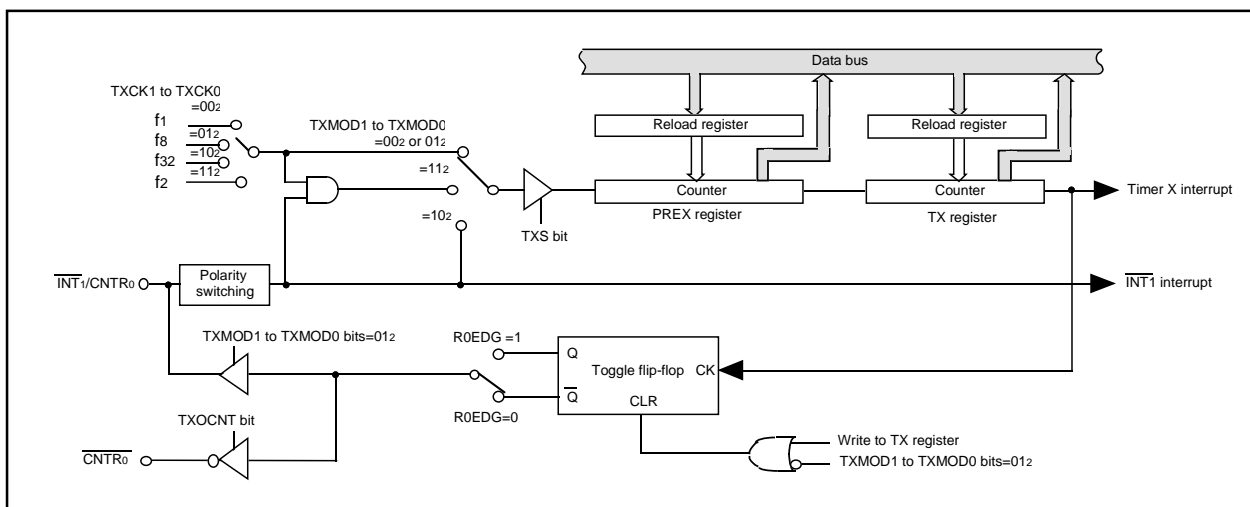 Data bus
TXCK1 to TXCK0
=002
f1
=012
f8
=102
f32
=112
f2
TXMOD1 to TXMOD0
=002 or 012
=112
=102
TXS bit
Reload register
Counter
PREX register
Reload register
Counter
TX register
Timer X interrupt
INT1/CNTR0
Polarity
switching
INT1 interrupt
TXMOD1 to TXMOD0 bits=012
R0EDG =1
Q
Toggle flip-flop
CK
Q
CLR
R0EDG=0
TXOCNT bit
CNTR0
Write to TX register
TXMOD1 to TXMOD0 bits=012